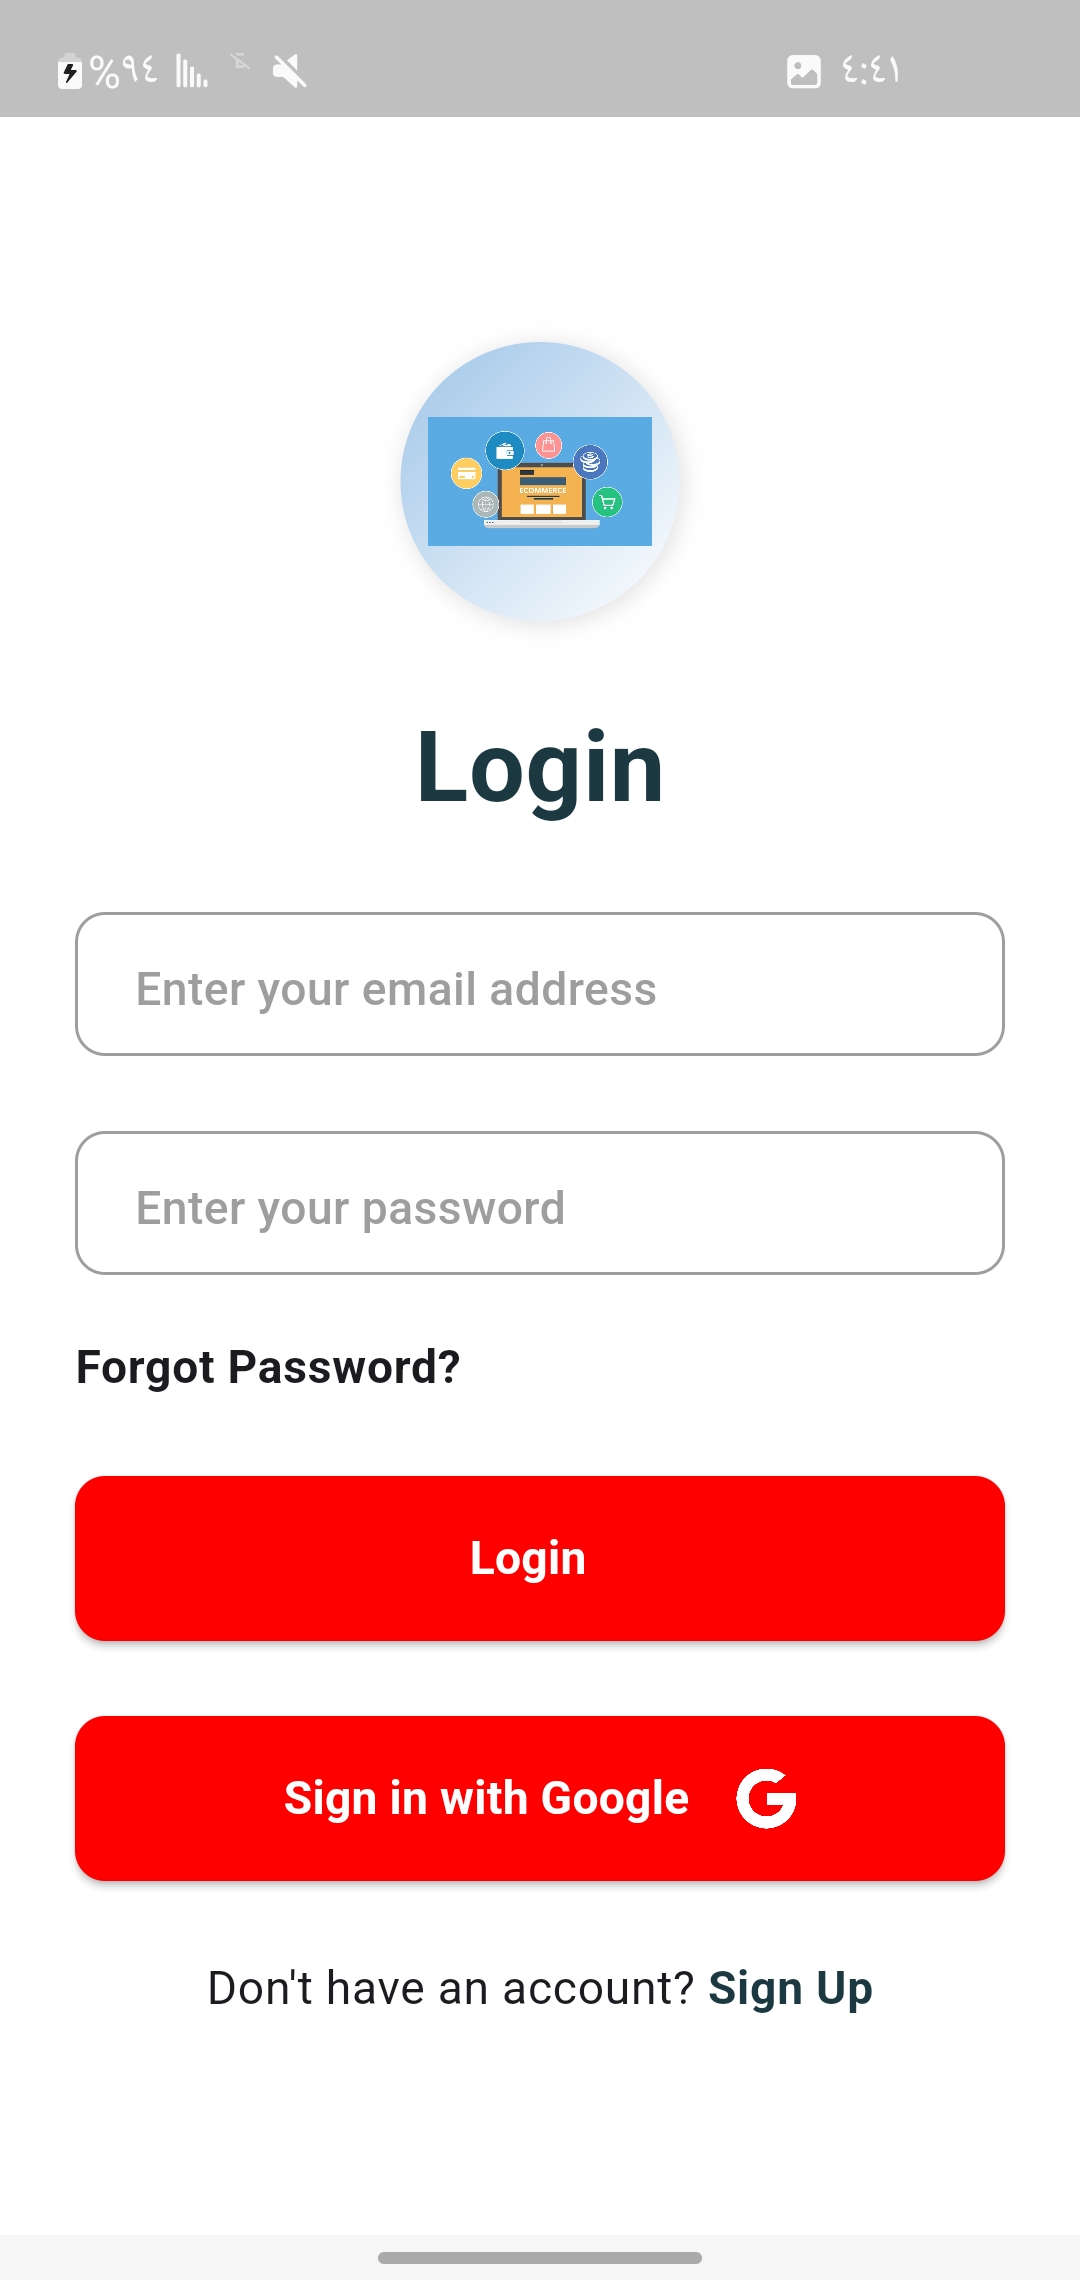 %٩٤ ٤:٤١
ECOMMERCE
Login
Enter your email address
Enter your password
Forgot Password?
Login
Sign in with Google G
Don't have an account? Sign Up